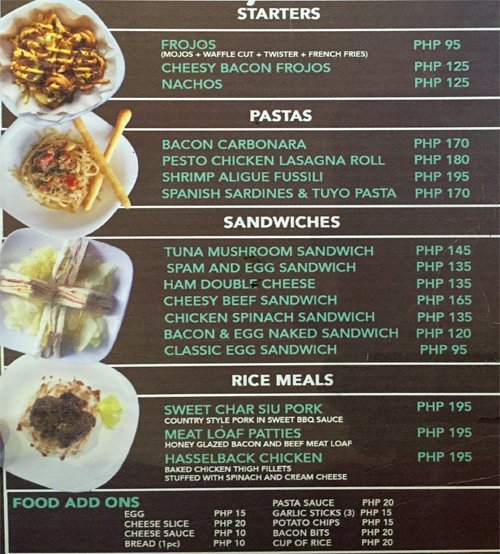 STARTERS
FROJOS PHP 95
(MOJOS + WAFFLE CUT + TWISTER + FRENCH FRIES)
CHEESY BACON FROJOS PHP 125
NACHOS PHP 125
PASTAS
BACON CARBONARA PHP 170
PESTO CHICKEN LASAGNA ROLL PHP 180
SHRIMP ALIGUE FUSSILI PHP 195
SPANISH SARDINES & TUYO PASTA PHP 170
SANDWICHES
TUNA MUSHROOM SANDWICH PHP 145
SPAM AND EGG SANDWICH PHP 135
HAM DOUBLE CHEESE PHP 135
CHEESY BEEF SANDWICH PHP 165
CHICKEN SPINACH SANDWICH PHP 135
BACON & EGG NAKED SANDWICH PHP 120
CLASSIC EGG SANDWICH PHP 95
RICE MEALS
SWEET CHAR SIU PORK PHP 195
COUNTRY STYLE PORK IN SWEET BBQ SAUCE
MEAT LOAF PATTIES PHP 195
HONEY GLAZED BACON AND BEEF MEAT LOAF
HASSELBACK CHICKEN PHP 195
BAKED CHICKEN THIGH FILLETS
STUFFED WITH SPINACH AND CREAM CHEESE
FOOD ADD ONS
EGG PHP 15
CHEESE SLICE PHP 20
CHEESE SAUCE PHP 10
BREAD (1pc) PHP 10
PASTA SAUCE PHP 20
GARLIC STICKS (3) PHP 15
POTATO CHIPS PHP 15
BACON BITS PHP 20
CUP OF RICE PHP 20